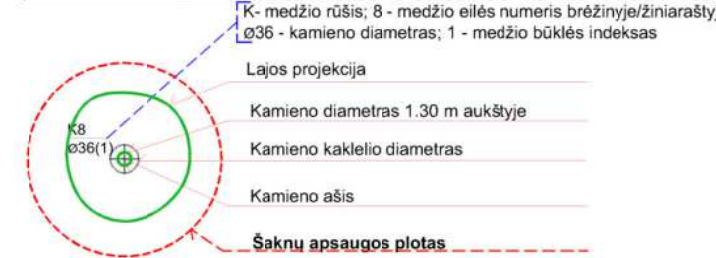 K- medžio rūšis; 8 - medžio eilės numeris brėžinyje/žiniarašty
ø36 - kamieno diametras; 1 - medžio būklės indeksas
Lajos projekcija
Kamieno diametras 1.30 m aukštyje
K8
ø36(1)
Kamieno kaklelio diametras
Kamieno ašis
Šaknų apsaugos plotas